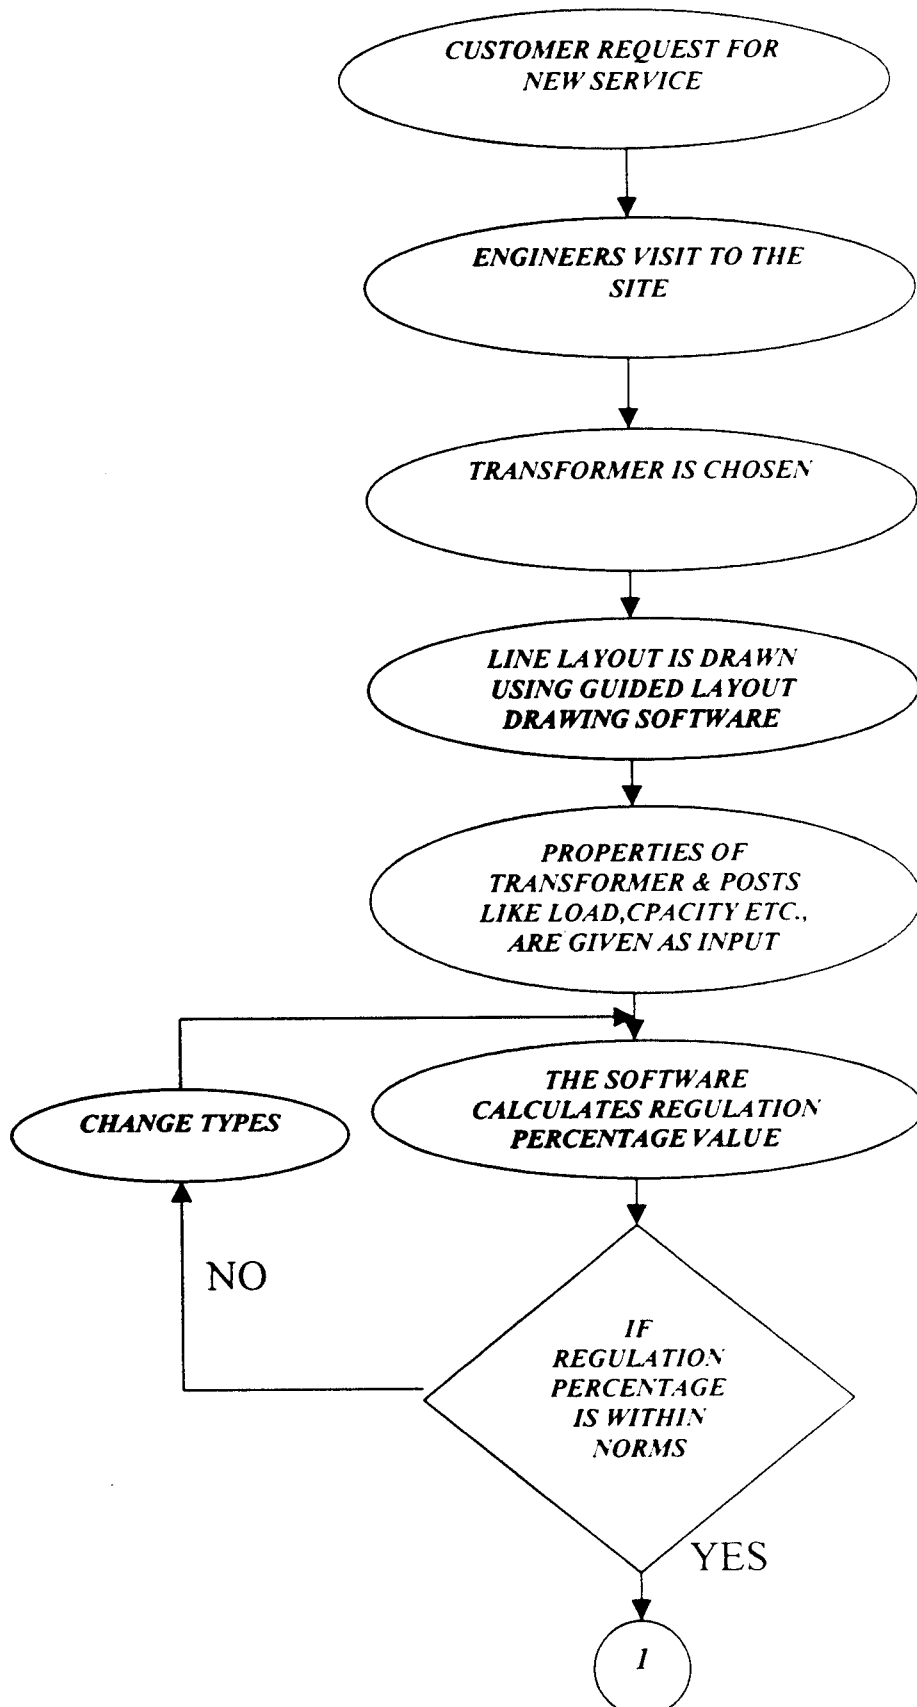 CUSTOMER REQUEST FOR
NEW SERVICE
ENGINEERS VISIT TO THE
SITE
TRANSFORMER IS CHOSEN
LINE LAYOUT IS DRAWN
USING GUIDED LAYOUT
DRAWING SOFTWARE
PROPERTIES OF
TRANSFORMER & POSTS
LIKE LOAD,CPACITY ETC.,
ARE GIVEN AS INPUT
THE SOFTWARE
CALCULATES REGULATION
PERCENTAGE VALUE
CHANGE TYPES
NO
IF
REGULATION
PERCENTAGE
IS WITHIN
NORMS
YES
1